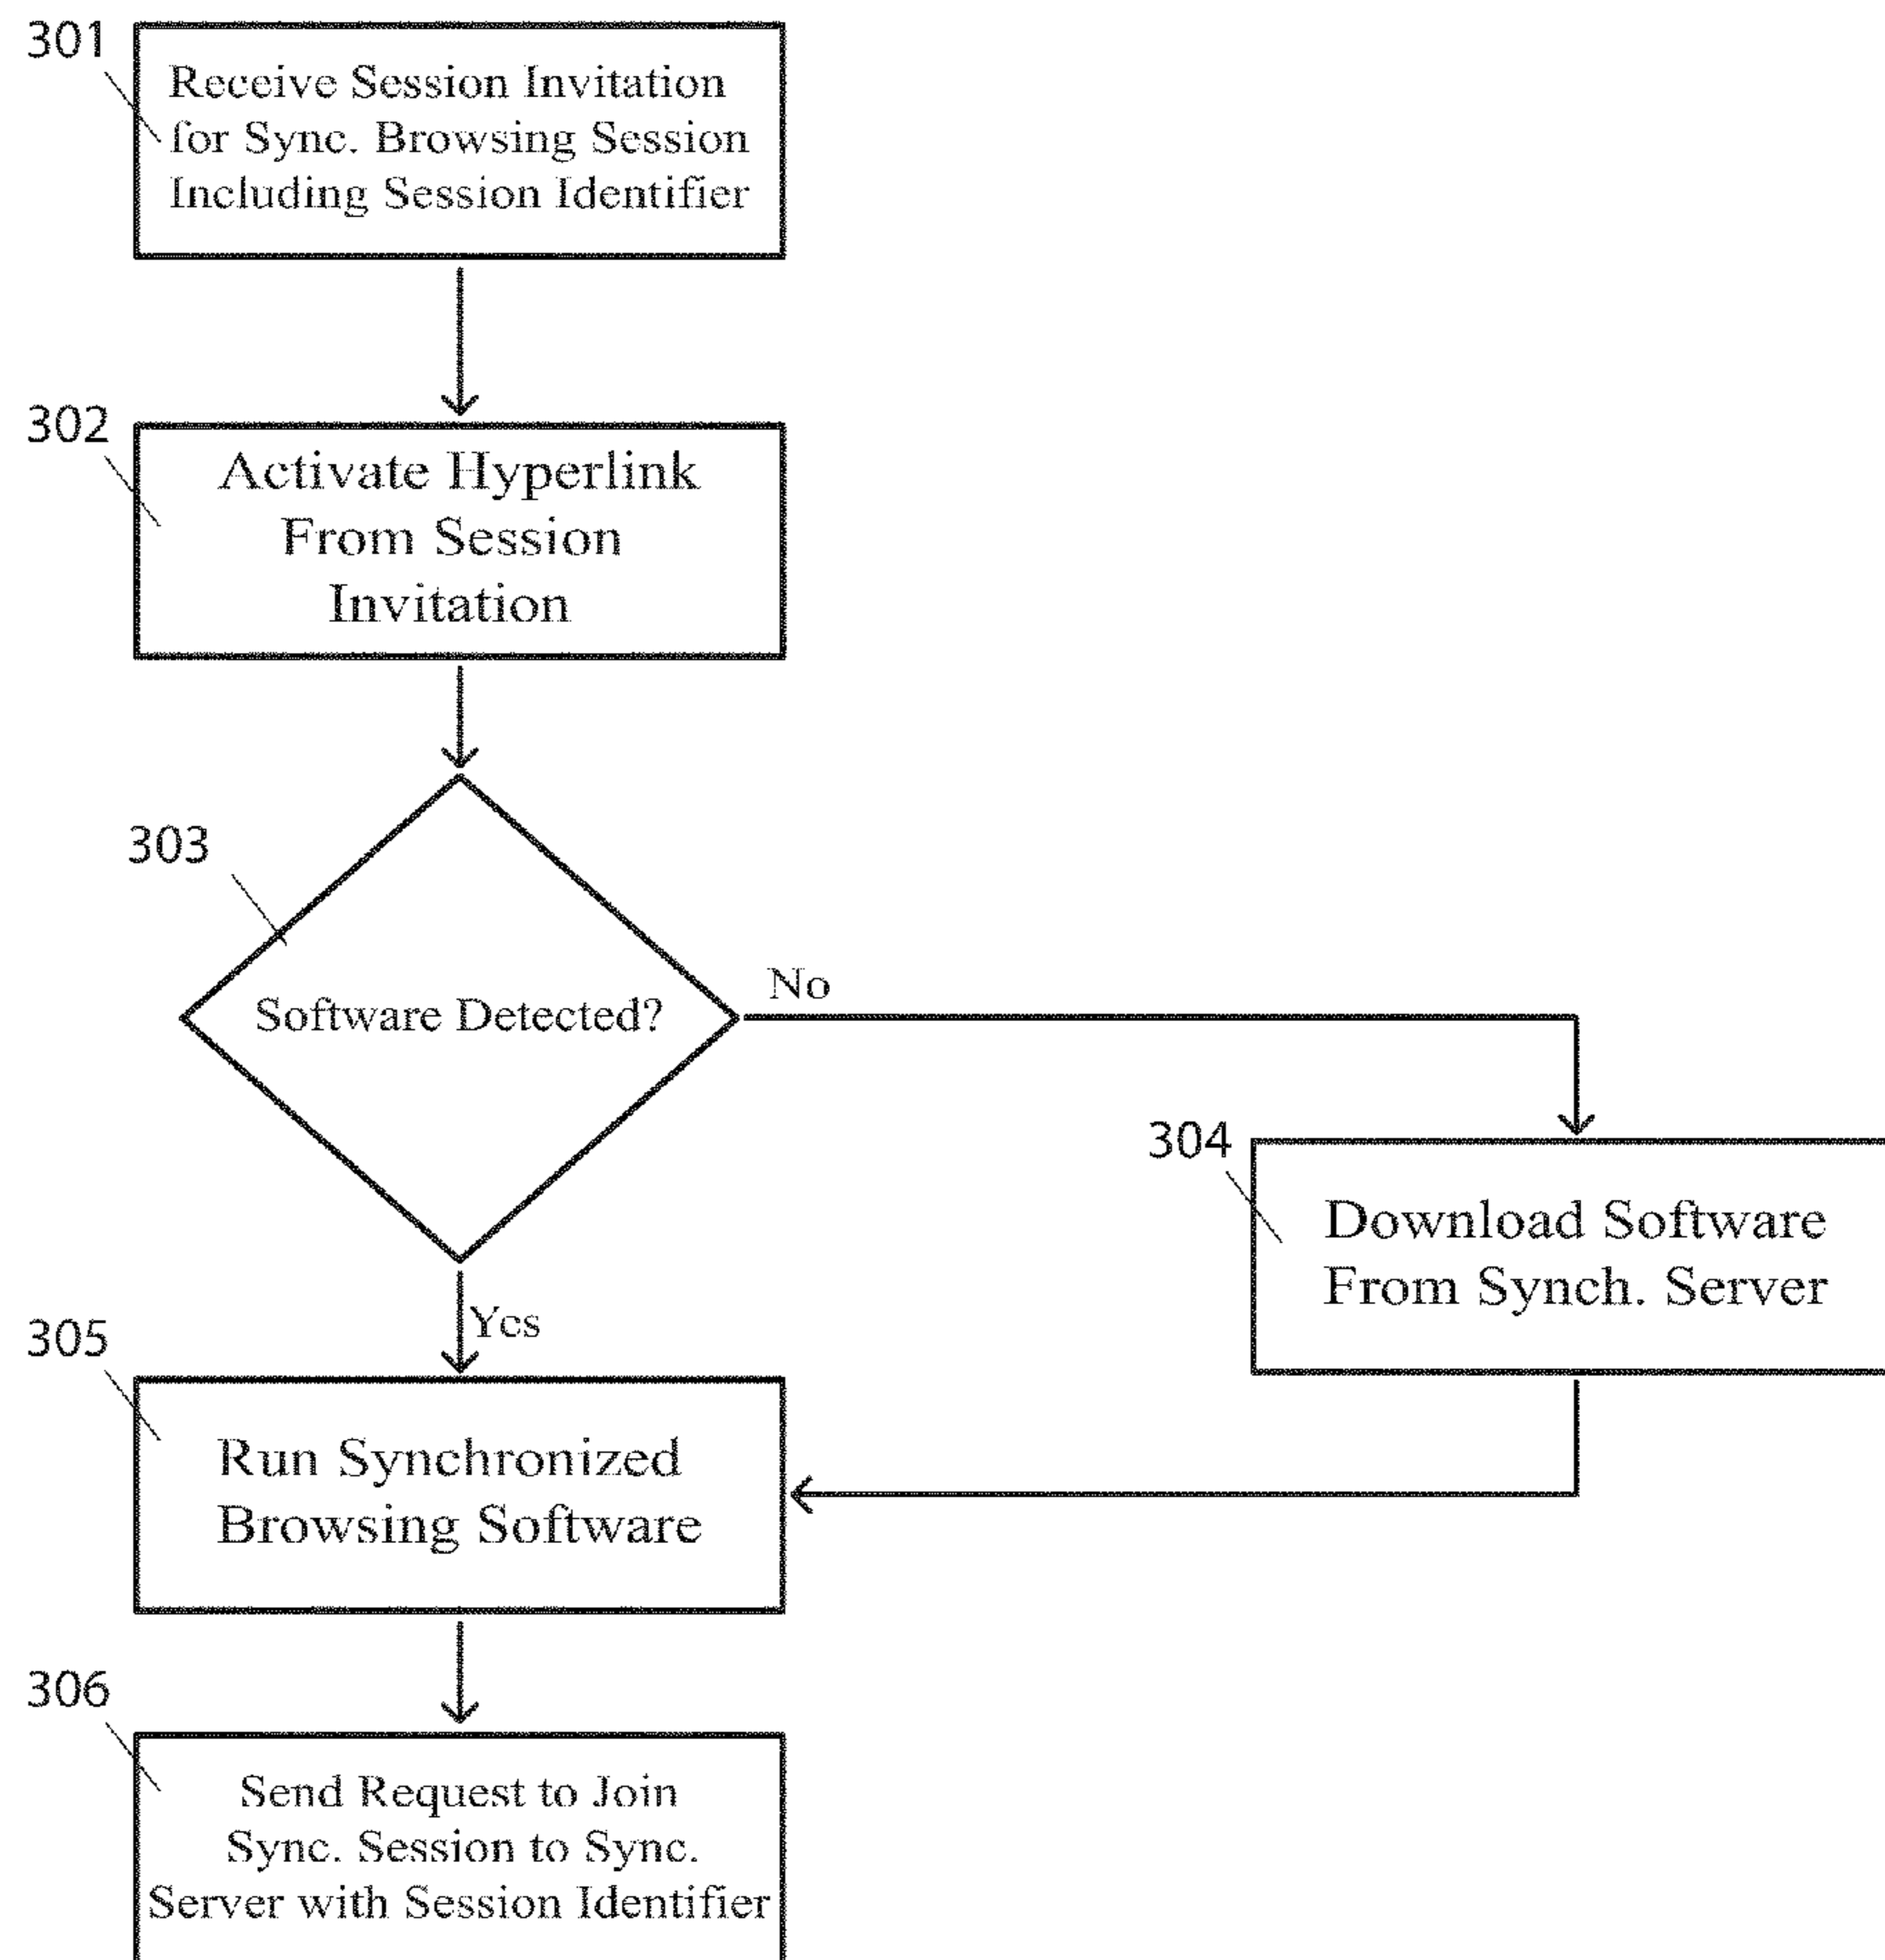 301
Receive Session Invitation
for Sync. Browsing Session
Including Session Identifier
302
Activate Hyperlink
From Session
Invitation
303
Software Detected?
No
304
Download Software
From Synch. Server
Yes
305
Run Synchronized
Browsing Software
306
Send Request to Join
Sync. Session to Sync.
Server with Session Identifier